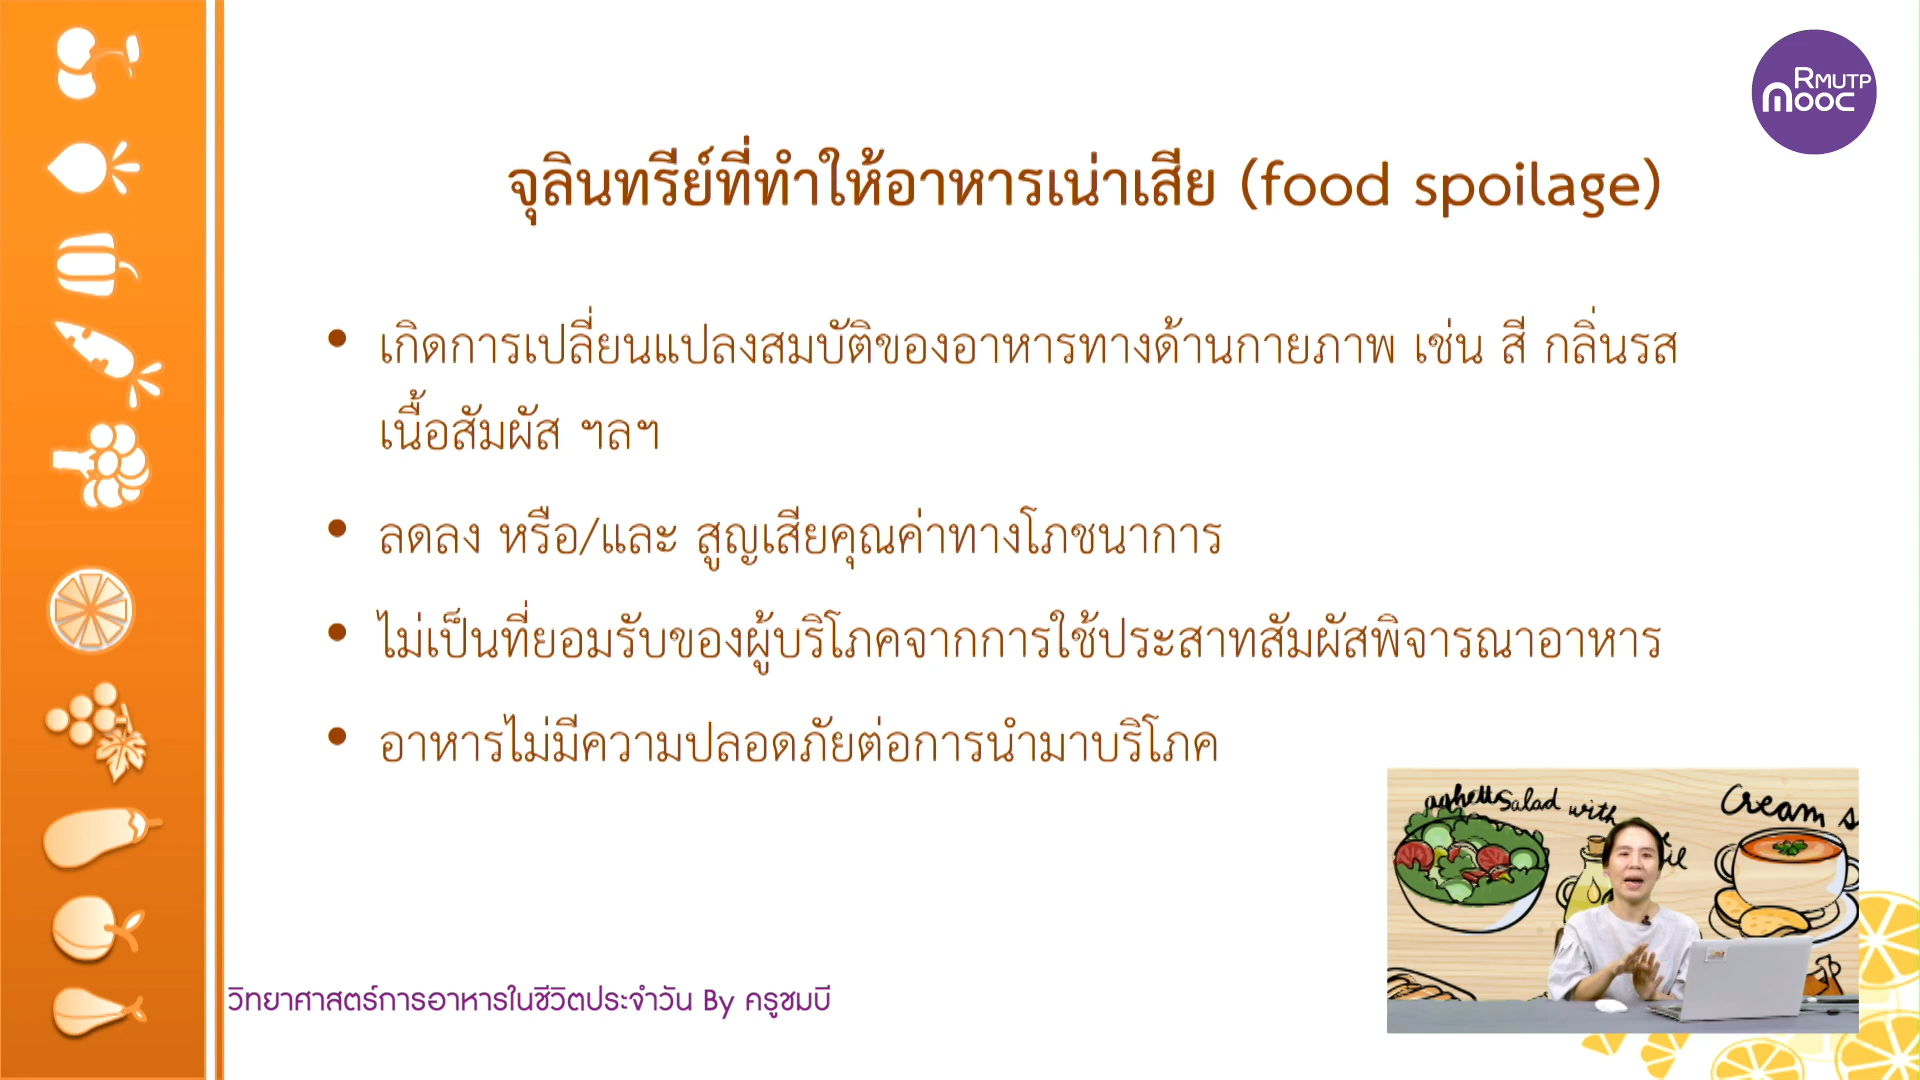 RMUTP
MOOC
จุลินทรีย์ที่ทำให้อาหารเน่าเสีย (food spoilage)
• เกิดการเปลี่ยนแปลงสมบัติของอาหารทางด้านกายภาพ เช่น สี กลิ่นรส
เนื้อสัมผัส ฯลฯ
• ลดลง หรือ/และ สูญเสียคุณค่าทางโภชนาการ
• ไม่เป็นที่ยอมรับของผู้บริโภคจากการใช้ประสาทสัมผัสพิจารณาอาหาร
• อาหารไม่มีความปลอดภัยต่อการนำมาบริโภค
Salad with
Cream s
วิทยาศาสตร์การอาหารในชีวิตประจำวัน By ครูชมบี